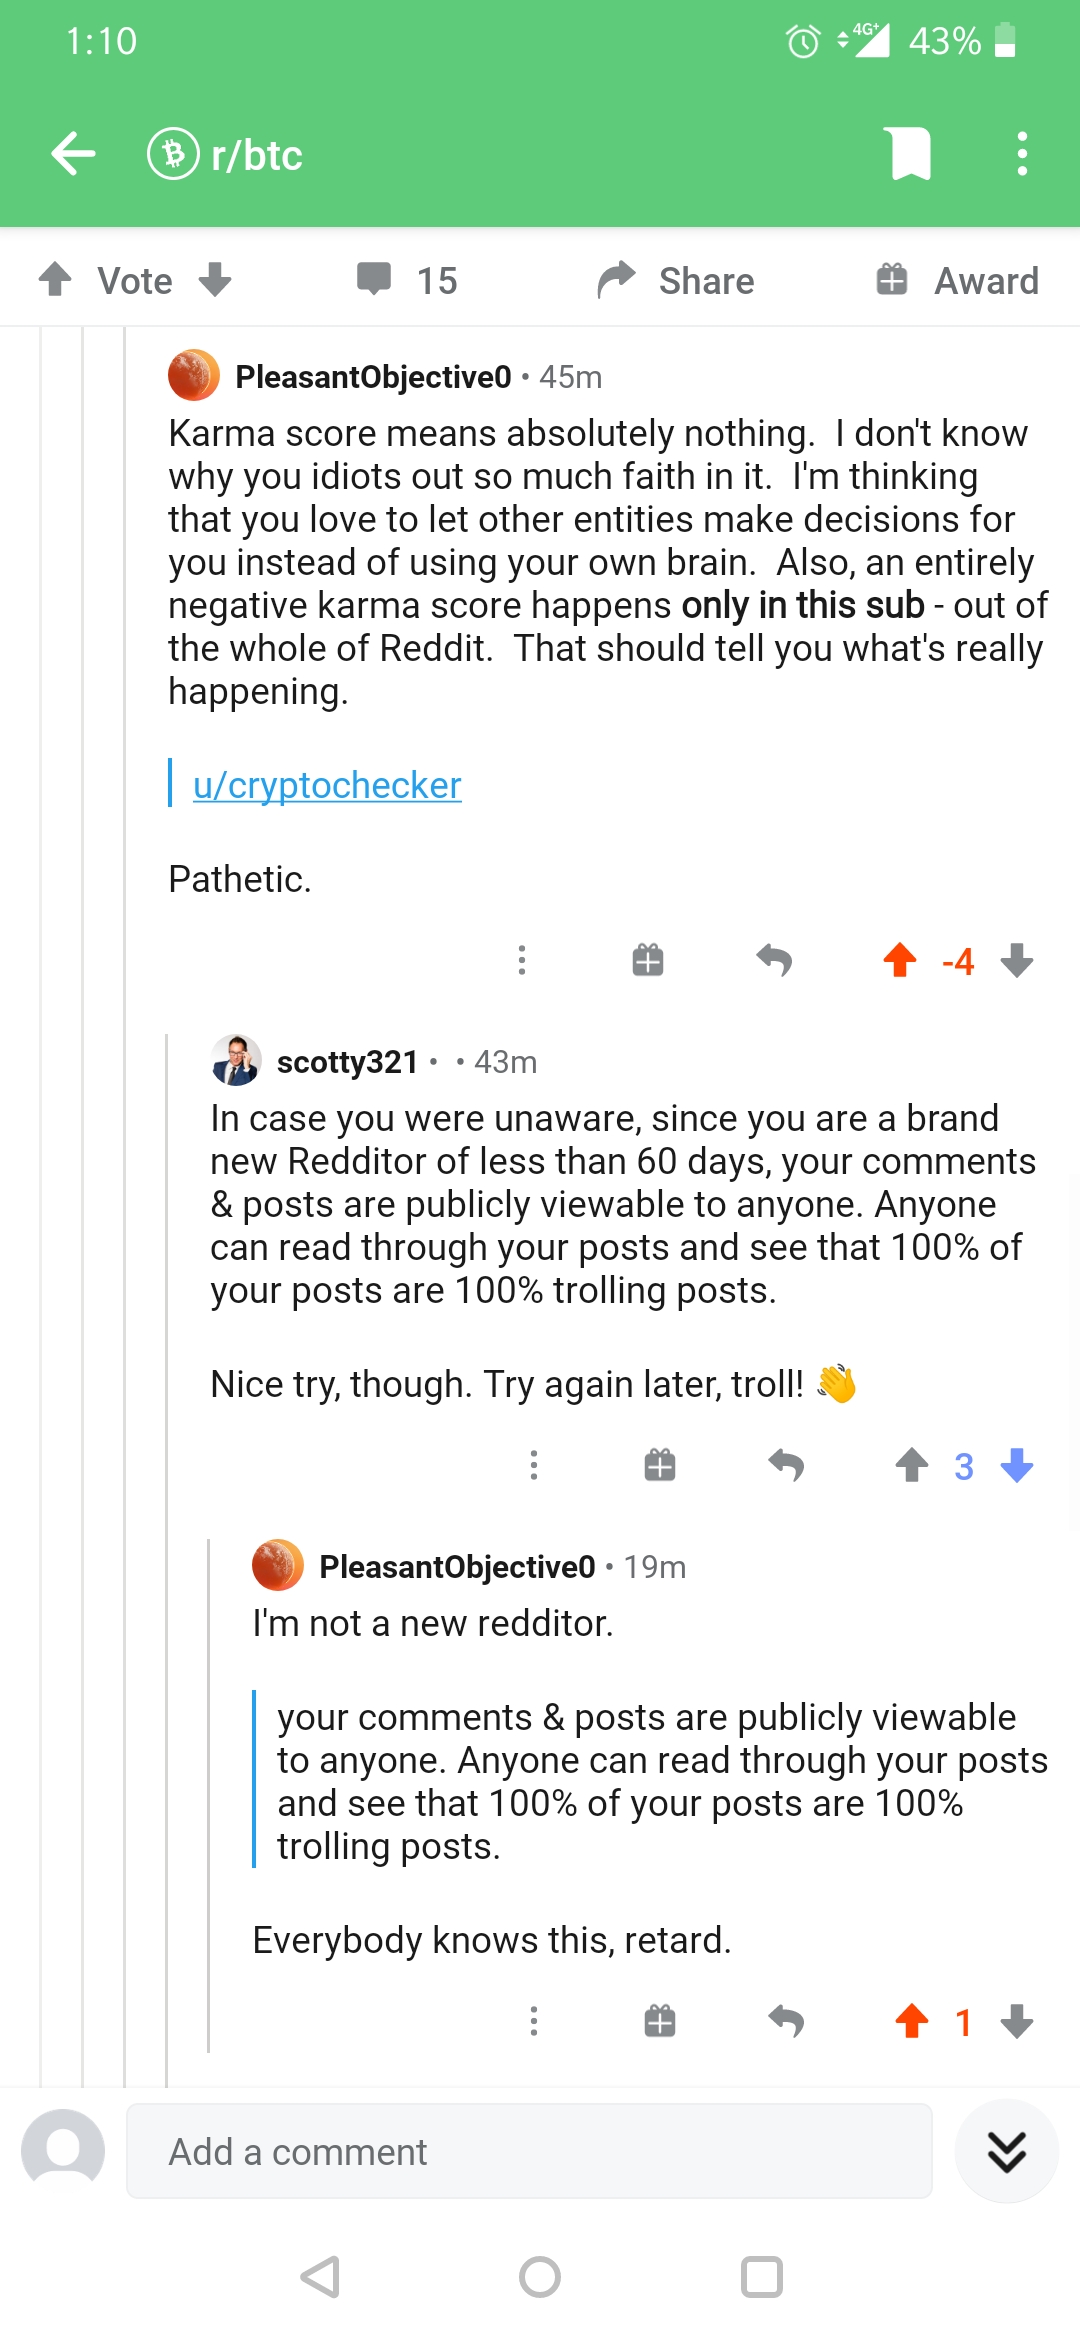 1:10
4G+ 43%
r/btc
Vote 15 Share Award
PleasantObjective0 • 45m
Karma score means absolutely nothing. I don't know
why you idiots out so much faith in it. I'm thinking
that you love to let other entities make decisions for
you instead of using your own brain. Also, an entirely
negative karma score happens only in this sub - out of
the whole of Reddit. That should tell you what's really
happening.
u/cryptochecker
Pathetic.
-4
scotty321 • • 43m
In case you were unaware, since you are a brand
new Redditor of less than 60 days, your comments
& posts are publicly viewable to anyone. Anyone
can read through your posts and see that 100% of
your posts are 100% trolling posts.
Nice try, though. Try again later, troll! 👋
3
PleasantObjective0 • 19m
I'm not a new redditor.
your comments & posts are publicly viewable
to anyone. Anyone can read through your posts
and see that 100% of your posts are 100%
trolling posts.
Everybody knows this, retard.
1
Add a comment